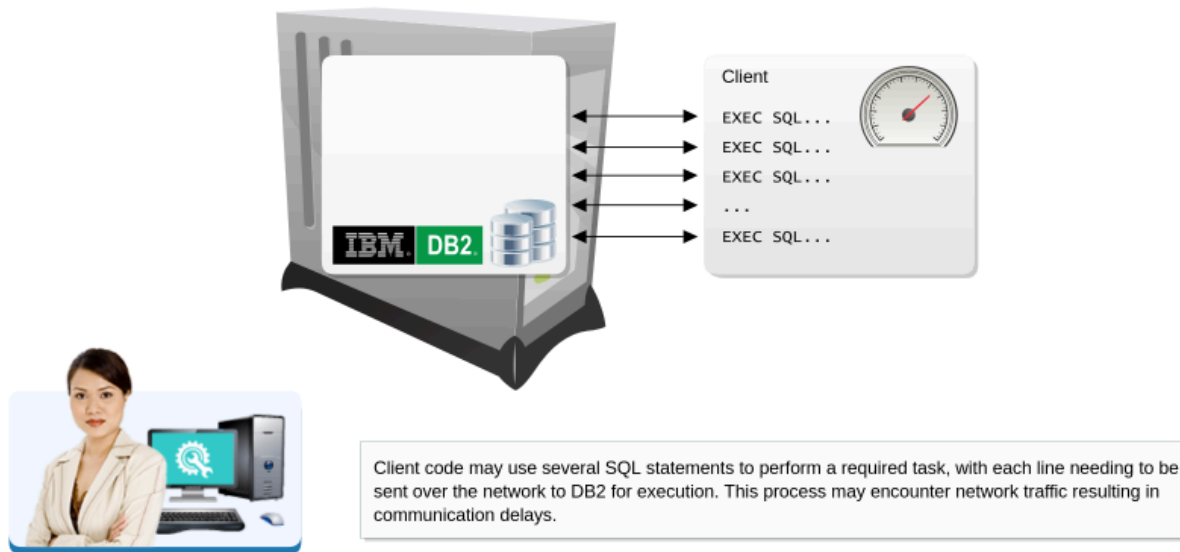 Client
EXEC SQL...
EXEC SQL...
EXEC SQL...
...
EXEC SQL...
IBM. DB2.
Client code may use several SQL statements to perform a required task, with each line needing to be
sent over the network to DB2 for execution. This process may encounter network traffic resulting in
communication delays.